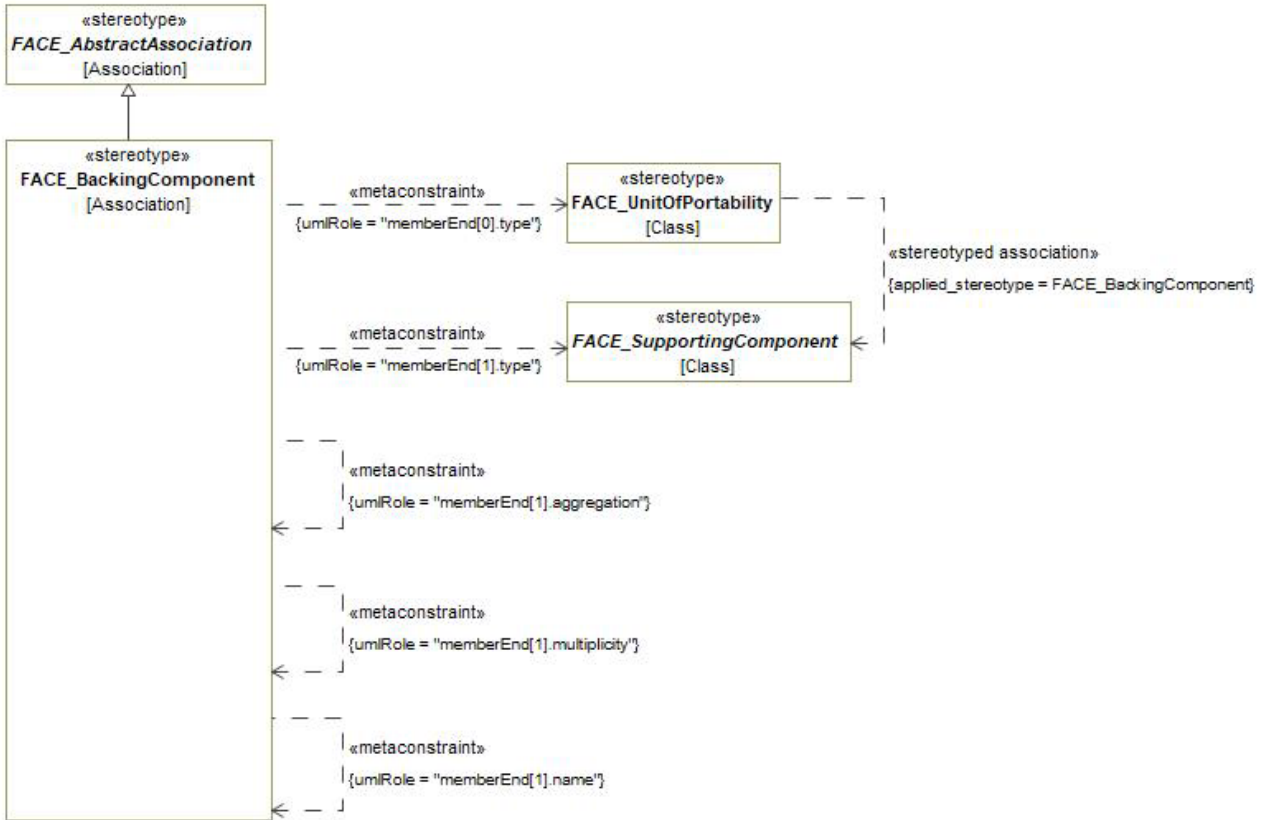 «stereotype»
FACE_AbstractAssociation
[Association]
«stereotype»
FACE_BackingComponent
[Association]
«metaconstraint»
{umlRole = "memberEnd[0].type"}
«stereotype»
FACE_UnitOfPortability
[Class]
«stereotyped association»
{applied_stereotype = FACE_BackingComponent}
«metaconstraint»
{umlRole = "memberEnd[1].type"}
«stereotype»
FACE_SupportingComponent
[Class]
«metaconstraint»
{umlRole = "memberEnd[1].aggregation"}
«metaconstraint»
{umlRole = "memberEnd[1].multiplicity"}
«metaconstraint»
{umlRole = "memberEnd[1].name"}